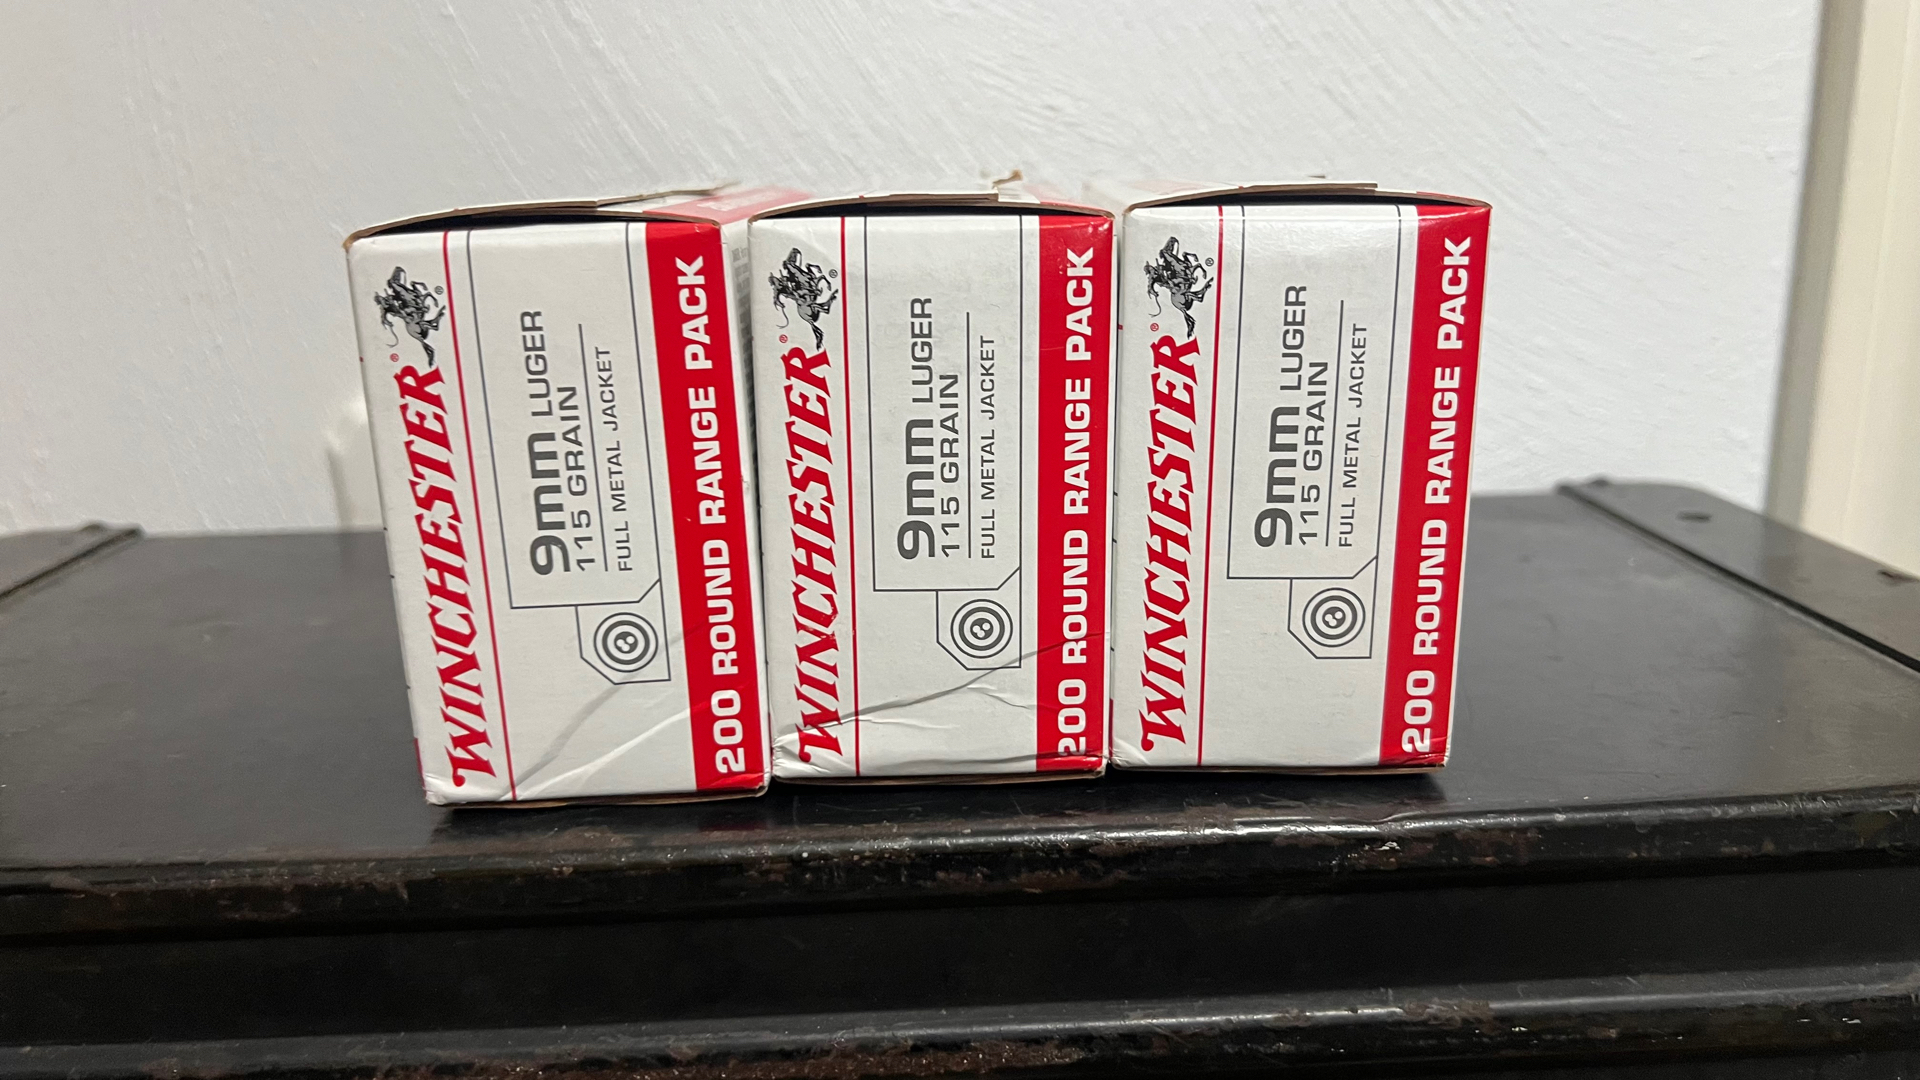 WINCHESTER®
9mm LUGER
115 GRAIN
FULL METAL JACKET
200 ROUND RANGE PACK
WINCHESTER®
9mm LUGER
115 GRAIN
FULL METAL JACKET
200 ROUND RANGE PACK
WINCHESTER®
9mm LUGER
115 GRAIN
FULL METAL JACKET
200 ROUND RANGE PACK